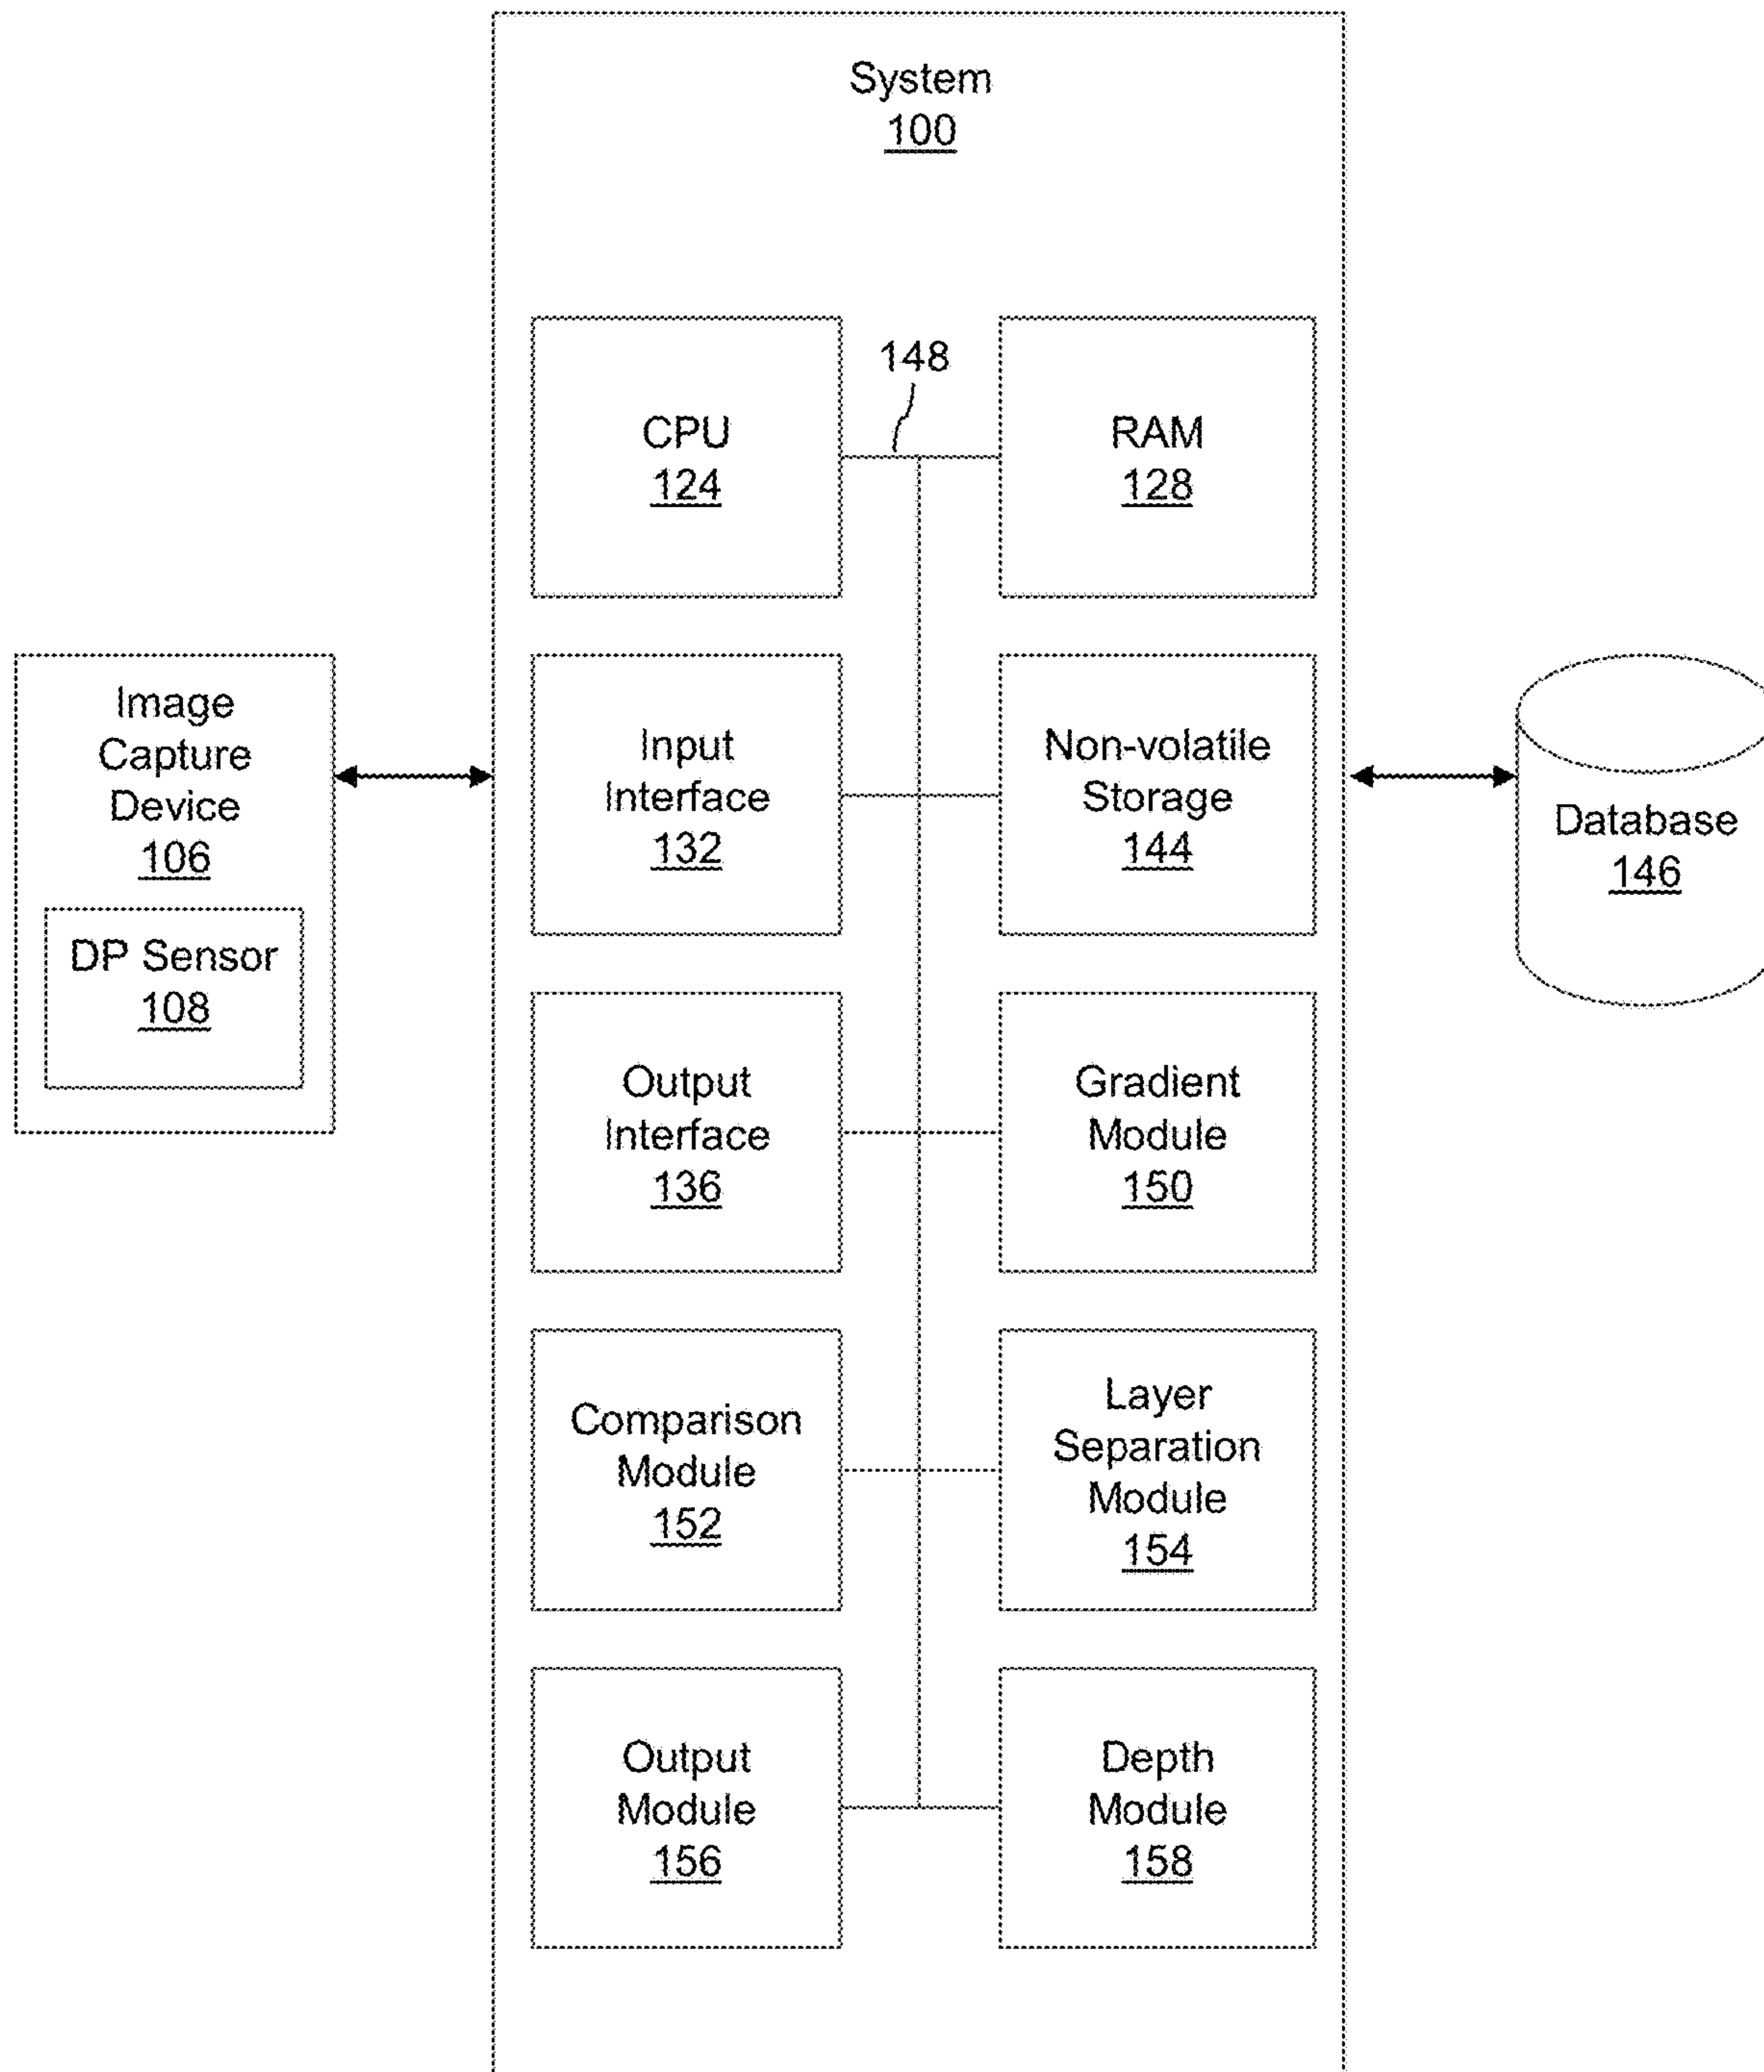 System
100
148
CPU
124
RAM
128
Image
Capture
Device
106
DP Sensor
108
Input
Interface
132
Non-volatile
Storage
144
Database
146
Output
Interface
136
Gradient
Module
150
Comparison
Module
152
Layer
Separation
Module
154
Output
Module
156
Depth
Module
158